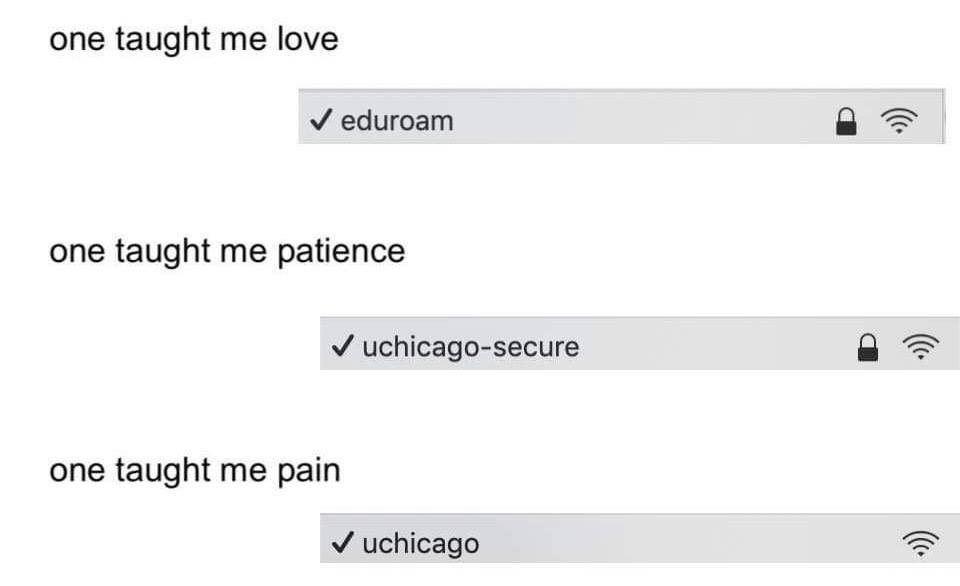 one taught me love
✓ eduroam
one taught me patience
✓ uchicago-secure
one taught me pain
✓ uchicago